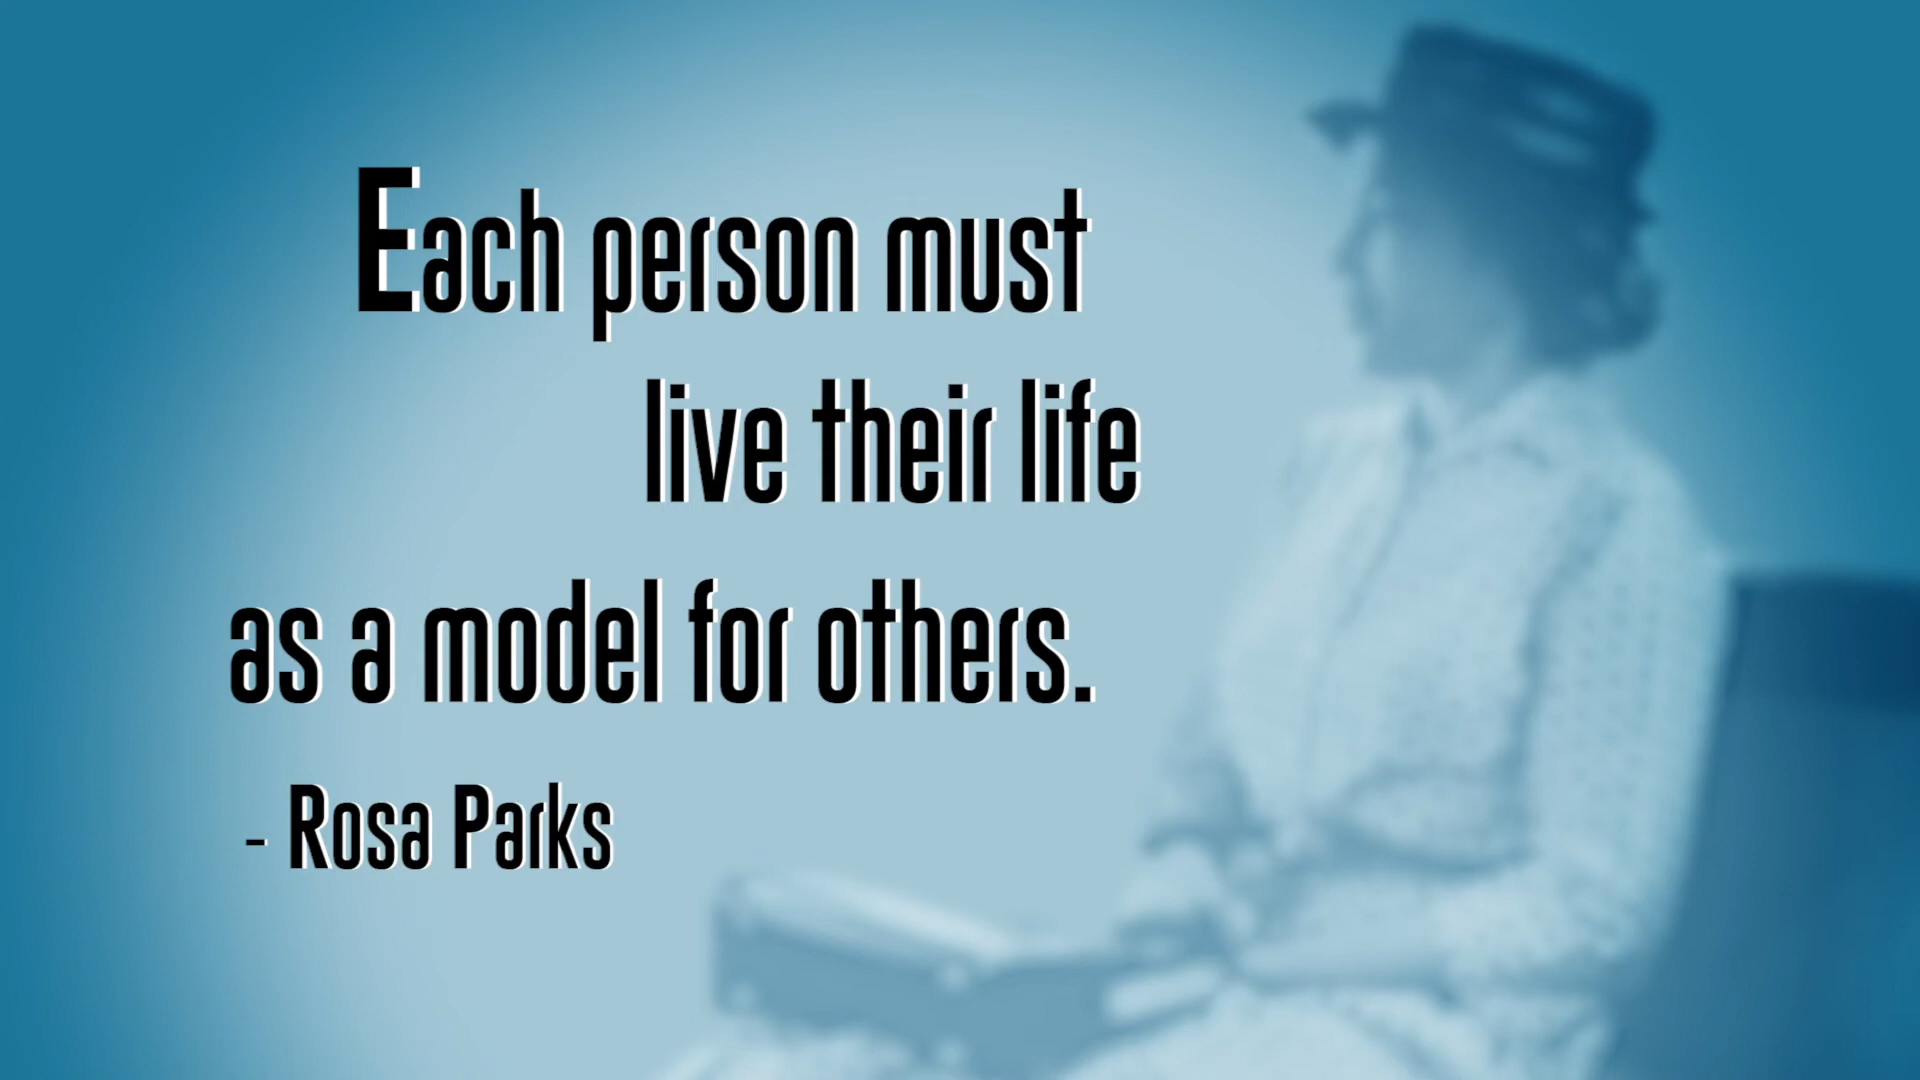 Each person must
live their life
as a model for others.
- Rosa Parks